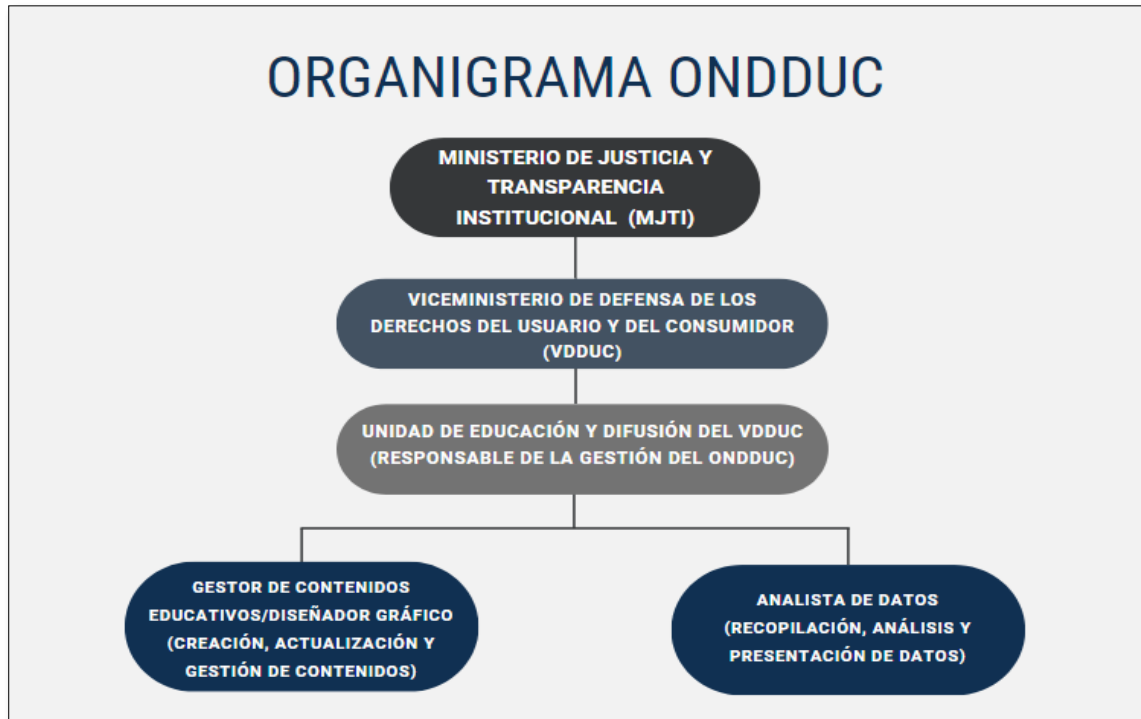 ORGANIGRAMA ONDDUC
MINISTERIO DE JUSTICIA Y
TRANSPARENCIA
INSTITUCIONAL (MJTI)
VICEMINISTERIO DE DEFENSA DE LOS
DERECHOS DEL USUARIO Y DEL CONSUMIDOR
(VDDUC)
UNIDAD DE EDUCACIÓN Y DIFUSIÓN DEL VDDUC
(RESPONSABLE DE LA GESTIÓN DEL ONDDUC)
GESTOR DE CONTENIDOS
EDUCATIVOS/DISEÑADOR GRÁFICO
(CREACIÓN, ACTUALIZACIÓN Y
GESTIÓN DE CONTENIDOS)
ANALISTA DE DATOS
(RECOPILACIÓN, ANÁLISIS Y
PRESENTACIÓN DE DATOS)